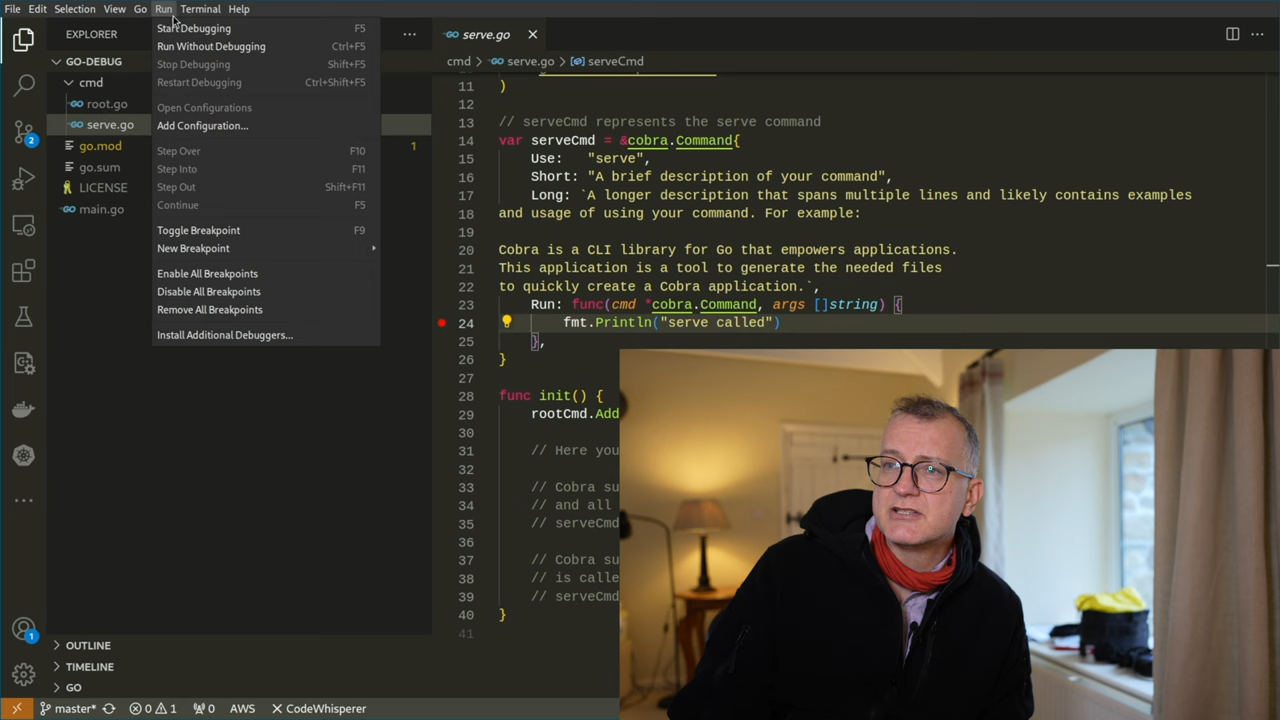 File Edit Selection View Go Run Terminal Help
EXPLORER
GO-DEBUG
cmd
root.go
serve.go
go.mod 1
go.sum
LICENSE
main.go
2
Start Debugging F5
Run Without Debugging Ctrl+F5
Stop Debugging Shift+F5
Restart Debugging Ctrl+Shift+F5
Open Configurations
Add Configuration...
Step Over F10
Step Into F11
Step Out Shift+F11
Continue F5
Toggle Breakpoint F9
New Breakpoint
Enable All Breakpoints
Disable All Breakpoints
Remove All Breakpoints
Install Additional Debuggers...
serve.go
cmd > serve.go > serveCmd
11 )
12
13 // serveCmd represents the serve command
14 var serveCmd = &cobra.Command{
15 Use: "serve",
16 Short: "A brief description of your command",
17 Long: `A longer description that spans multiple lines and likely contains examples
18 and usage of using your command. For example:
19
20 Cobra is a CLI library for Go that empowers applications.
21 This application is a tool to generate the needed files
22 to quickly create a Cobra application.`,
23 Run: func(cmd *cobra.Command, args []string) {
24 fmt.Println("serve called")
25 },
26 }
27
28 func init() {
29 rootCmd.Add
30
31 // Here you
32
33 // Cobra su
34 // and all
35 // serveCmd
36
37 // Cobra su
38 // is calle
39 // serveCmd
40 }
41
1
OUTLINE
TIMELINE
GO
master* 0 1 0 AWS CodeWhisperer